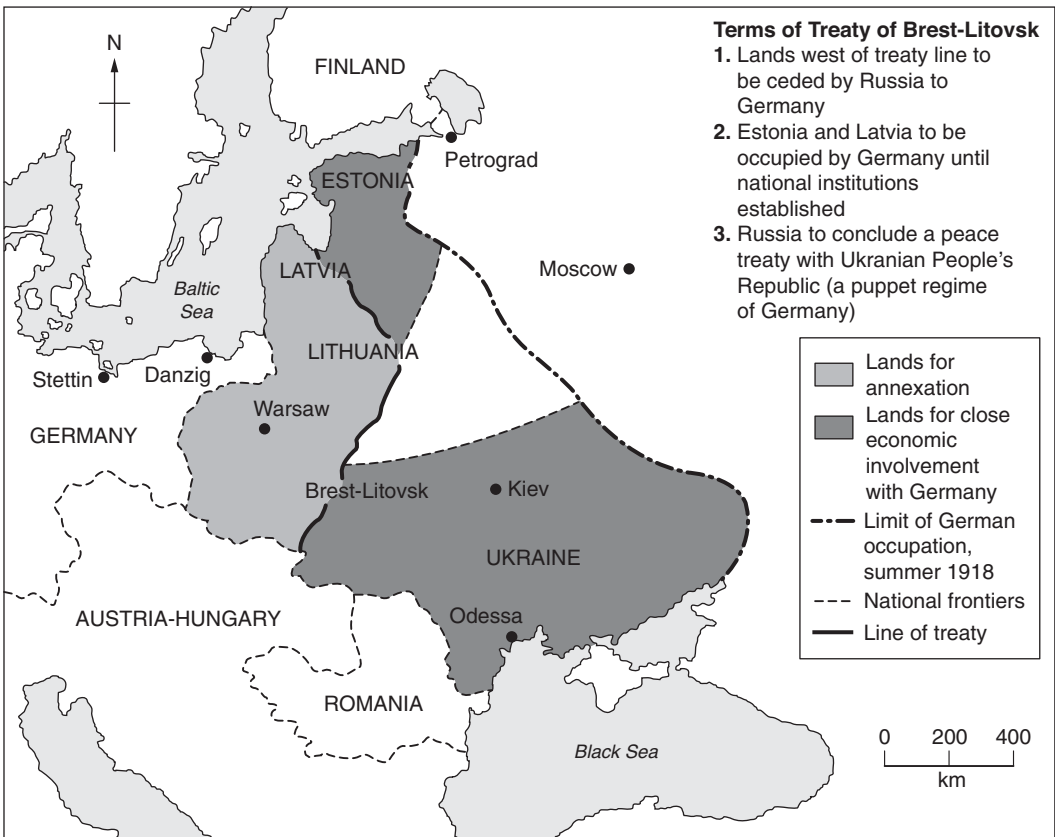 Terms of Treaty of Brest-Litovsk
1. Lands west of treaty line to
be ceded by Russia to
Germany
2. Estonia and Latvia to be
occupied by Germany until
national institutions
established
3. Russia to conclude a peace
treaty with Ukranian People's
Republic (a puppet regime
of Germany)
N
FINLAND
Petrograd
ESTONIA
Moscow
LATVIA
Baltic
Sea
LITHUANIA
Stettin
Danzig
Warsaw
GERMANY
Brest-Litovsk
Kiev
UKRAINE
AUSTRIA-HUNGARY
Odessa
ROMANIA
Black Sea
Lands for
annexation
Lands for close
economic
involvement
with Germany
Limit of German
occupation,
summer 1918
National frontiers
Line of treaty
0 200 400
km